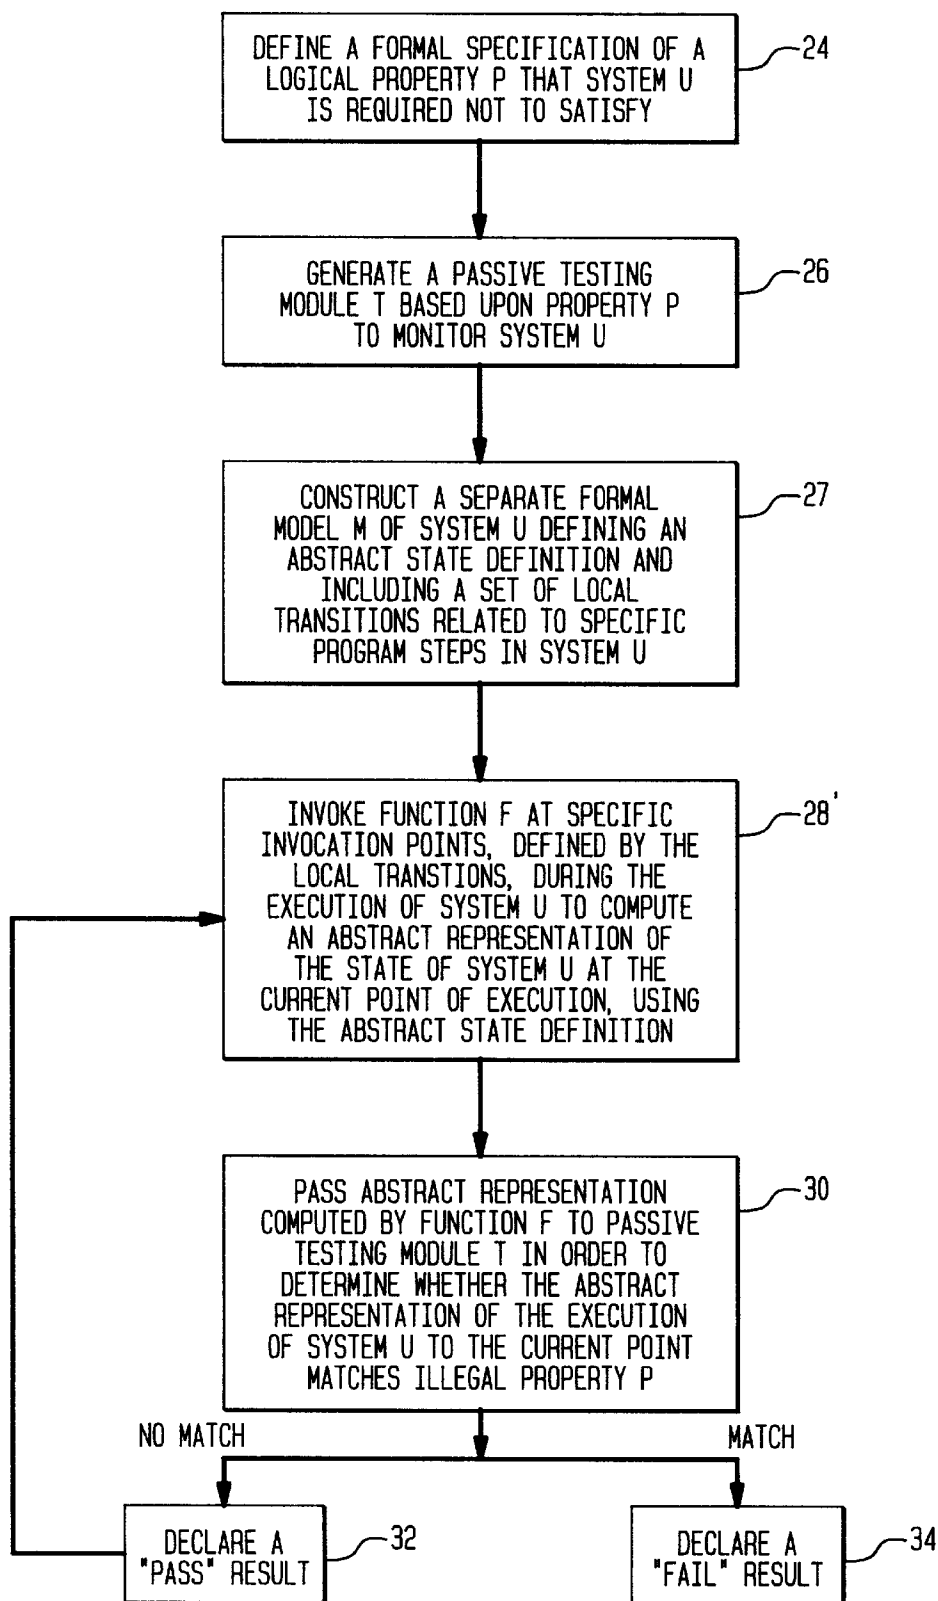 DEFINE A FORMAL SPECIFICATION OF A
LOGICAL PROPERTY P THAT SYSTEM U
IS REQUIRED NOT TO SATISFY
24
GENERATE A PASSIVE TESTING
MODULE T BASED UPON PROPERTY P
TO MONITOR SYSTEM U
26
CONSTRUCT A SEPARATE FORMAL
MODEL M OF SYSTEM U DEFINING AN
ABSTRACT STATE DEFINITION AND
INCLUDING A SET OF LOCAL
TRANSITIONS RELATED TO SPECIFIC
PROGRAM STEPS IN SYSTEM U
27
INVOKE FUNCTION F AT SPECIFIC
INVOCATION POINTS, DEFINED BY THE
LOCAL TRANSTIONS, DURING THE
EXECUTION OF SYSTEM U TO COMPUTE
AN ABSTRACT REPRESENTATION OF
THE STATE OF SYSTEM U AT THE
CURRENT POINT OF EXECUTION, USING
THE ABSTRACT STATE DEFINITION
28'
PASS ABSTRACT REPRESENTATION
COMPUTED BY FUNCTION F TO PASSIVE
TESTING MODULE T IN ORDER TO
DETERMINE WHETHER THE ABSTRACT
REPRESENTATION OF THE EXECUTION
OF SYSTEM U TO THE CURRENT POINT
MATCHES ILLEGAL PROPERTY P
30
NO MATCH
MATCH
DECLARE A
"PASS" RESULT
32
DECLARE A
"FAIL" RESULT
34